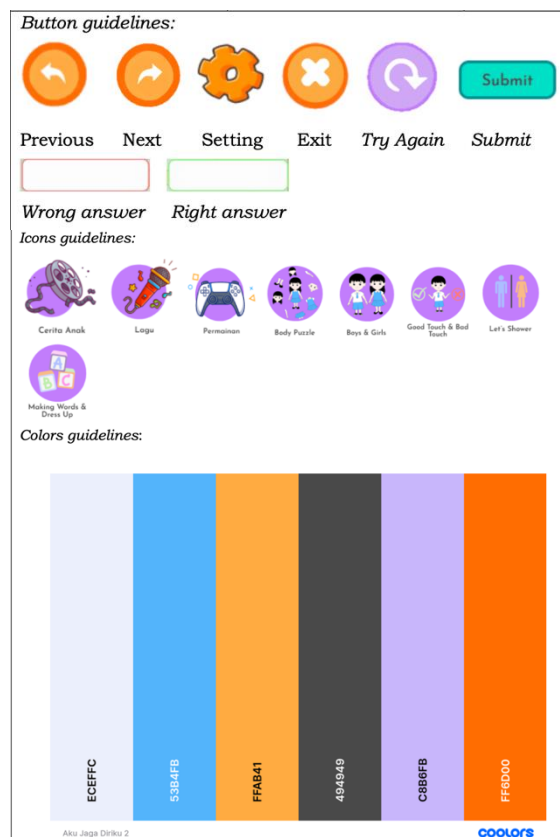 Button guidelines:
Submit
Previous Next Setting Exit Try Again Submit
Wrong answer Right answer
Icons guidelines:
Cerita Anak Lagu Permainan Body Puzzle Boys & Girls Good Touch & Bad Touch Let's Shower
A
B C
Making Words & Dress Up
Colors guidelines:
ECEFFC 53B4FB FFAB41 494949 C8B6FB FF6D00
Aku Jaga Diriku 2 coolors